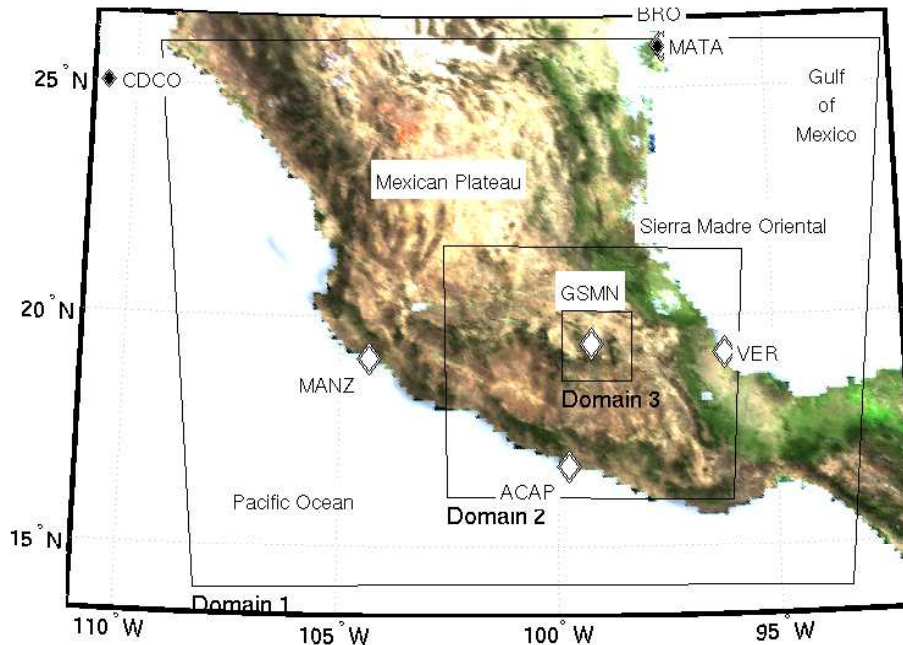 BRO
MATA
25°N
CDCO
Gulf
of
Mexico
Mexican Plateau
Sierra Madre Oriental
GSMN
20°N
VER
MANZ
Domain 3
ACAP
Pacific Ocean
Domain 2
15°N
Domain 1
110°W
105°W
100°W
95°W